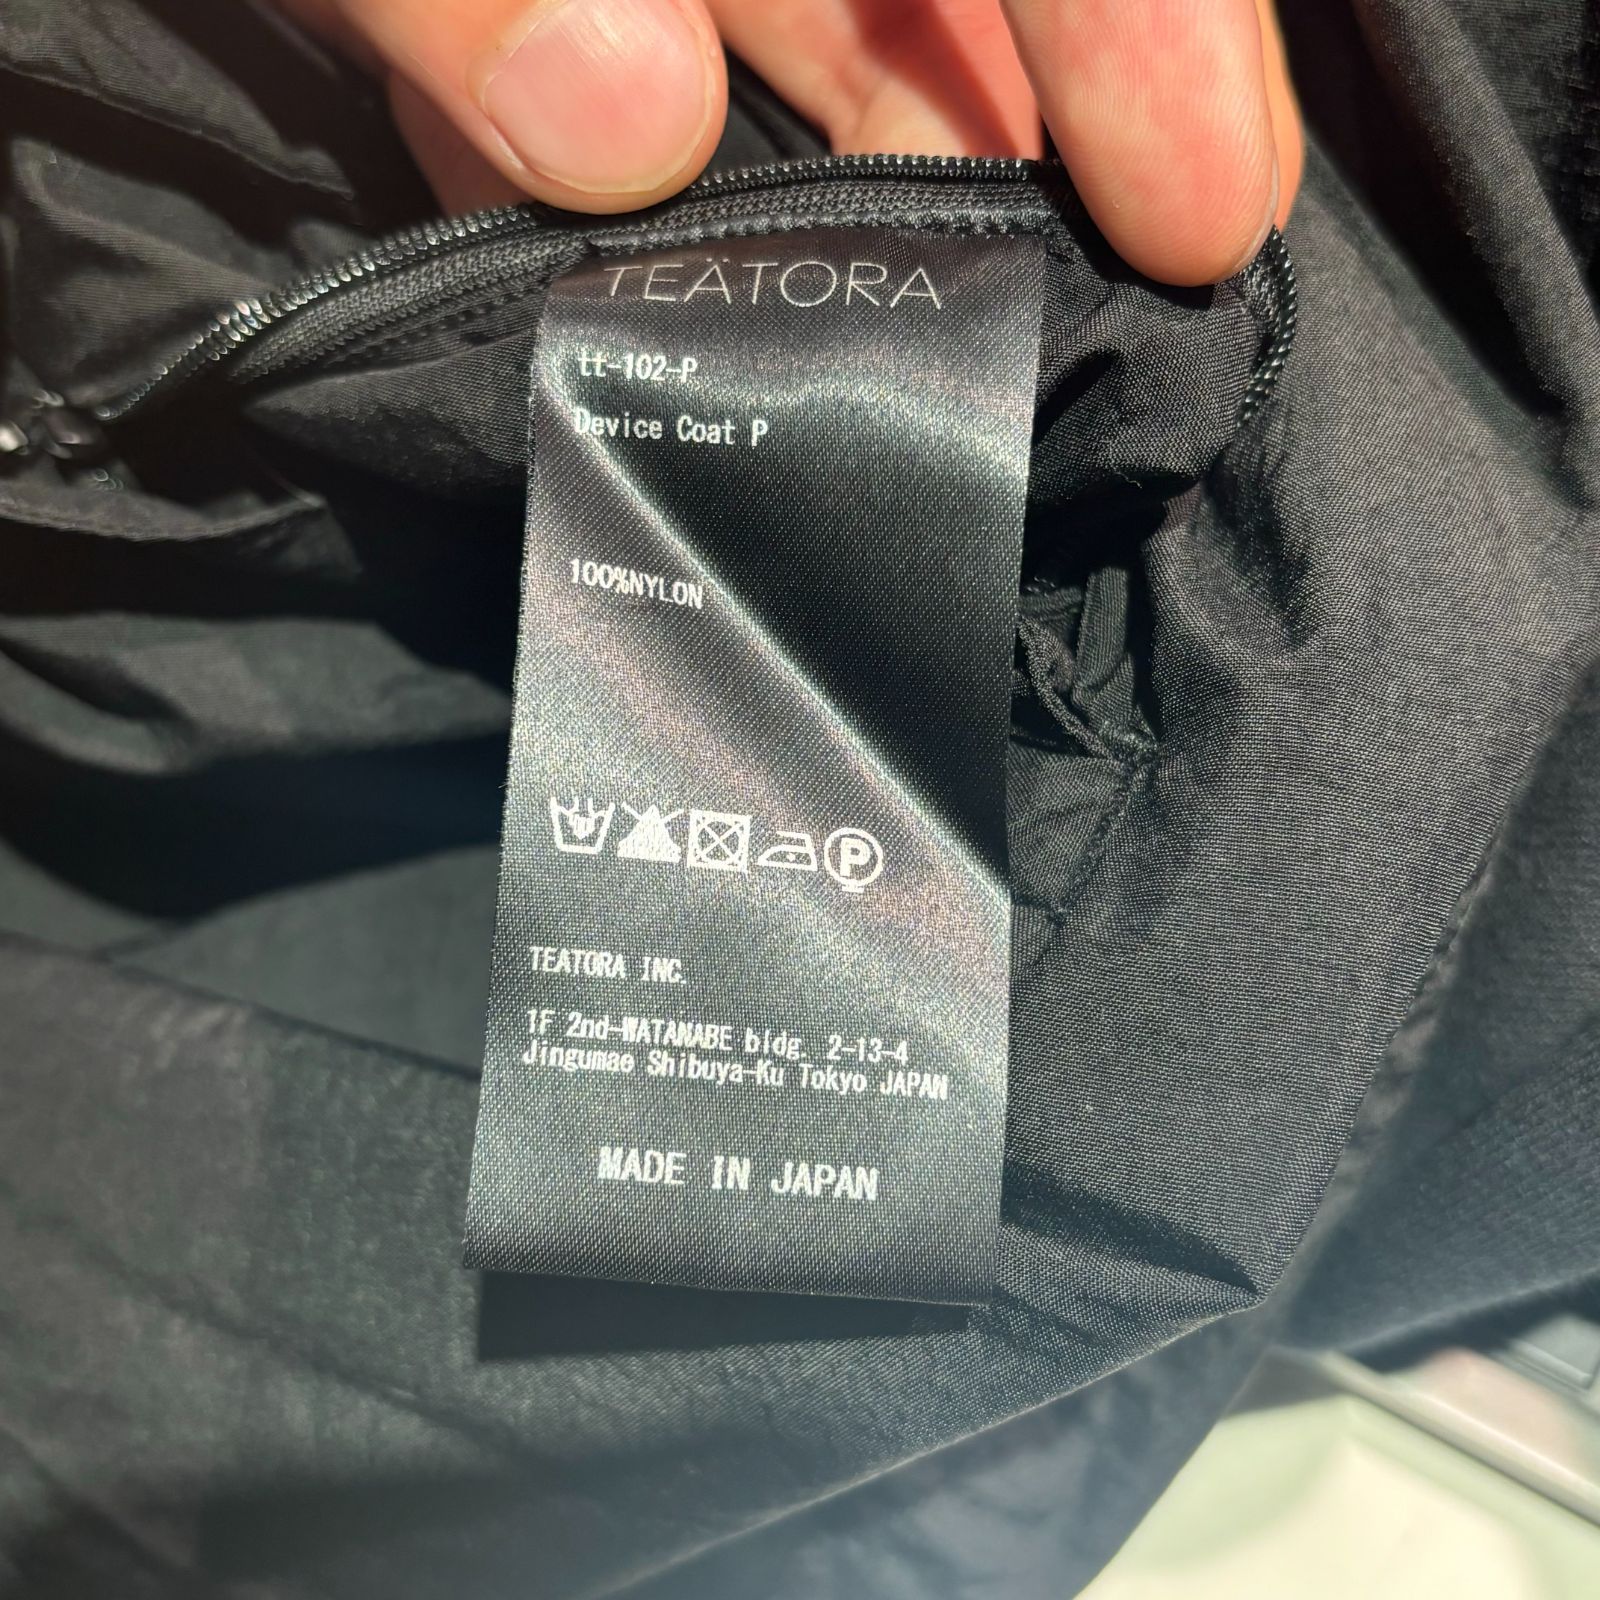 TEÄTORA
tt-102-P
Device Coat P
100%NYLON
P
TEATORA INC.
1F 2nd-WATANABE bldg. 2-13-4
Jingumae Shibuya-Ku Tokyo JAPAN
MADE IN JAPAN